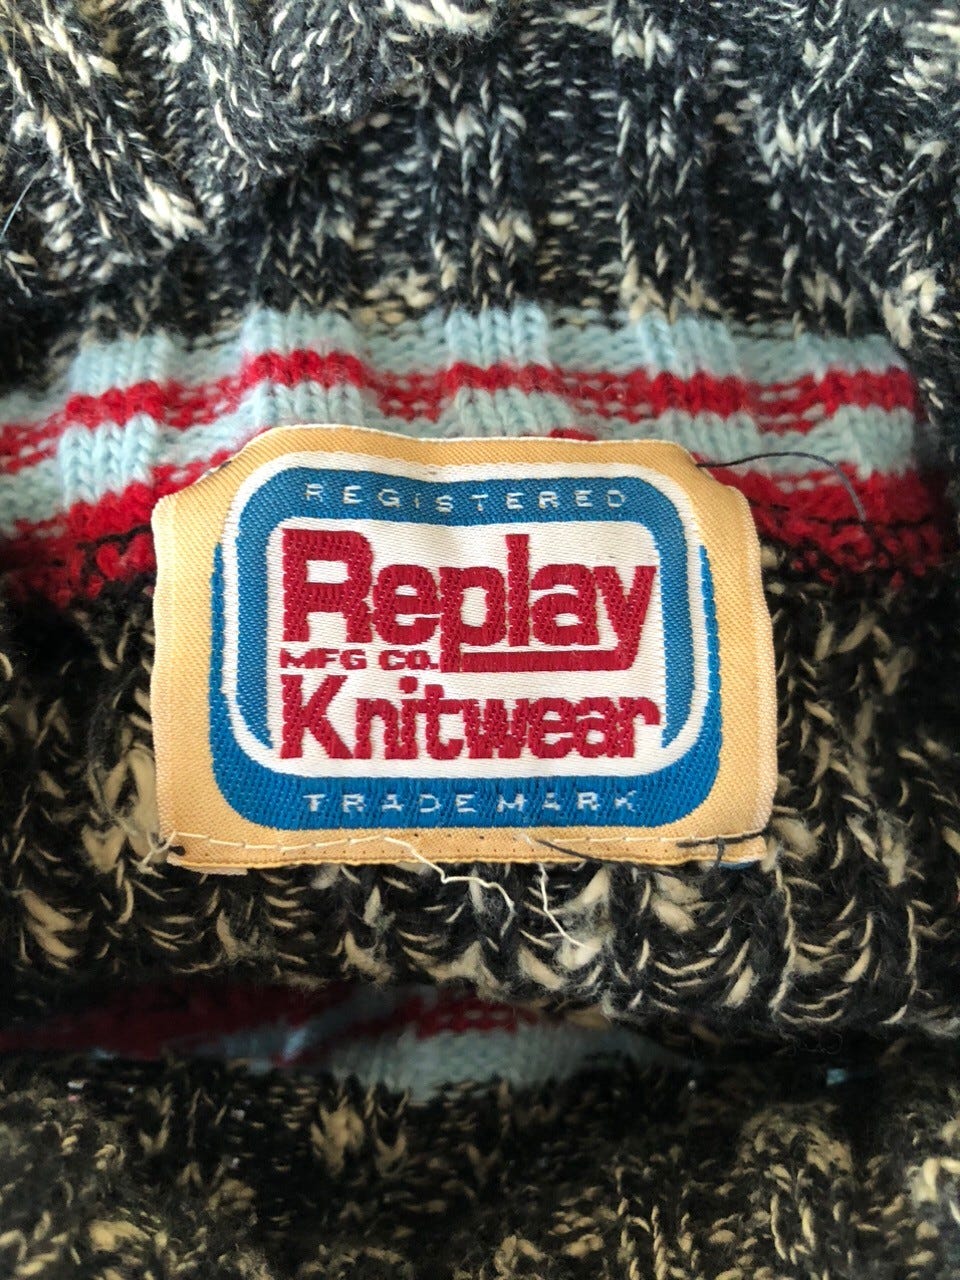 REGISTERED
Replay
MFG CO.
Knitwear
TRADEMARK